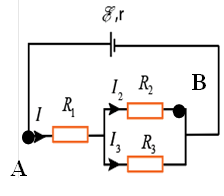 ℰ,r
B
I₂ R₂
I R₁
I₃ R₃
A